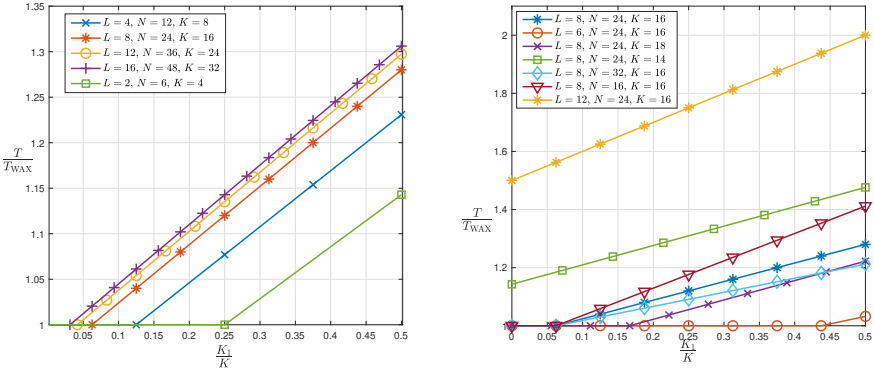 1.35
1.3
1.25
1.2
1.15
1.1
1.05
1
T
T_WAX
0.05
0.1
0.15
0.2
0.25
0.3
0.35
0.4
0.45
0.5
K_1
K
L = 4, N = 12, K = 8
L = 8, N = 24, K = 16
L = 12, N = 36, K = 24
L = 16, N = 48, K = 32
L = 2, N = 6, K = 4
2
1.8
1.6
1.4
1.2
T
T_WAX
0
0.05
0.1
0.15
0.2
0.25
0.3
0.35
0.4
0.45
0.5
K_1
K
L = 8, N = 24, K = 16
L = 6, N = 24, K = 16
L = 8, N = 24, K = 18
L = 8, N = 24, K = 14
L = 8, N = 32, K = 16
L = 8, N = 16, K = 16
L = 12, N = 24, K = 16